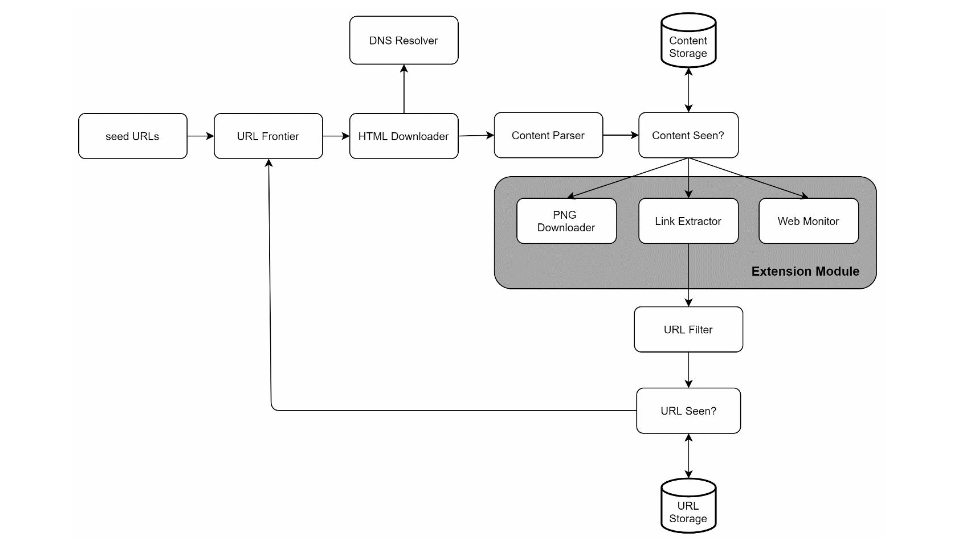 DNS Resolver
Content
Storage
seed URLs
URL Frontier
HTML Downloader
Content Parser
Content Seen?
PNG
Downloader
Link Extractor
Web Monitor
Extension Module
URL Filter
URL Seen?
URL
Storage